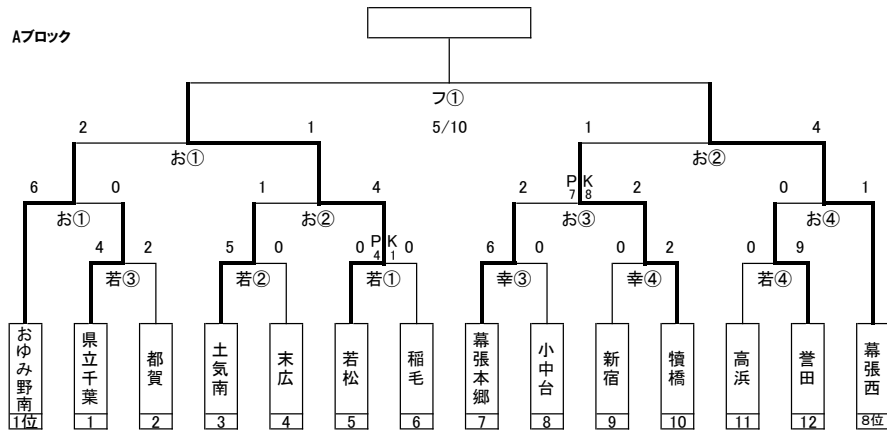 Aブロック
フ①
2 1 5/10 1 4
お① お②
6 0 1 4 2 P K 2 0 1
7 8
お① お② お③ お④
4 2 5 0 0 P K 0 6 0 0 2 0 9
4 1
若③ 若② 若① 幸③ 幸④ 若④
おゆみ野南 県立千葉 都賀 土気南 末広 若松 稲毛 幕張本郷 小中台 新宿 犢橋 高浜 誉田 幕張西
1位 1 2 3 4 5 6 7 8 9 10 11 12 8位